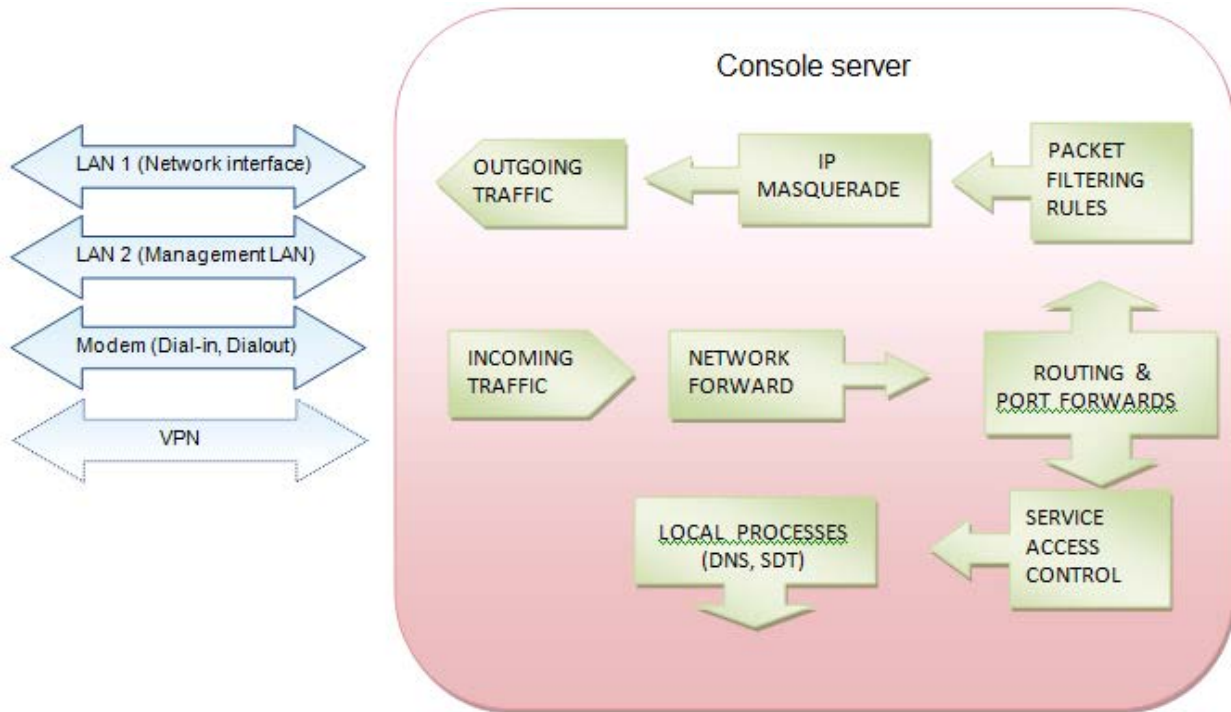 Console server
LAN 1 (Network interface)
LAN 2 (Management LAN)
Modem (Dial-in, Dialout)
VPN
OUTGOING
TRAFFIC
IP
MASQUERADE
PACKET
FILTERING
RULES
INCOMING
TRAFFIC
NETWORK
FORWARD
ROUTING &
PORT FORWARDS
LOCAL PROCESSES
(DNS, SDT)
SERVICE
ACCESS
CONTROL